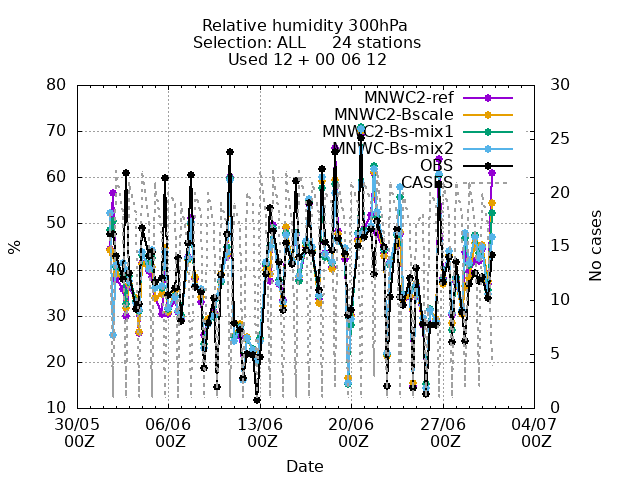 Relative humidity 300hPa
Selection: ALL 24 stations
Used 12 + 00 06 12
80
70
60
50
40
30
20
10
%
30
25
20
15
10
5
0
No cases
MNWC2-ref
MNWC2-Bscale
MNWC2-Bs-mix1
MNWC-Bs-mix2
OBS
CASES
30/05 06/06 13/06 20/06 27/06 04/07
00Z 00Z 00Z 00Z 00Z 00Z
Date